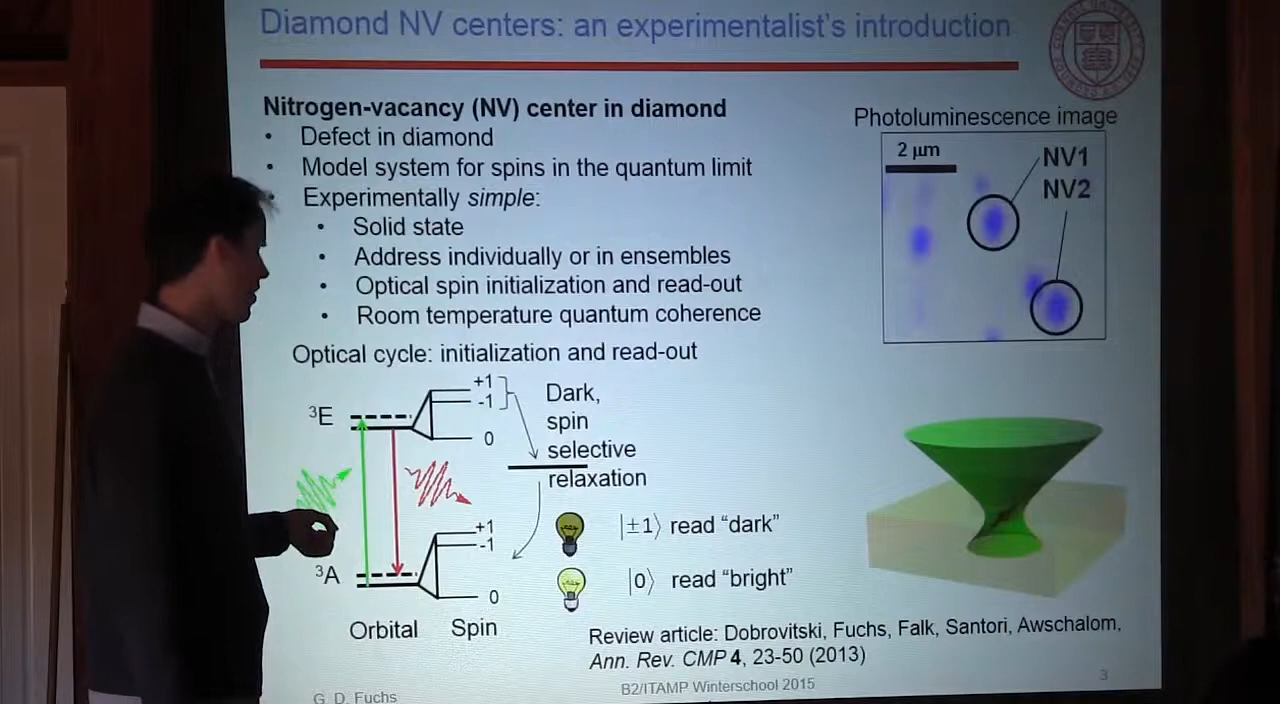 Diamond NV centers: an experimentalist's introduction
Nitrogen-vacancy (NV) center in diamond
• Defect in diamond
• Model system for spins in the quantum limit
Experimentally simple:
• Solid state
• Address individually or in ensembles
• Optical spin initialization and read-out
• Room temperature quantum coherence
Photoluminescence image
2 µm
NV1
NV2
Optical cycle: initialization and read-out
³E
+1
-1
0
Dark,
spin
selective
relaxation
³A
+1
-1
0
|±1⟩ read “dark”
|0⟩ read “bright”
Orbital Spin
Review article: Dobrovitski, Fuchs, Falk, Santori, Awschalom,
Ann. Rev. CMP 4, 23-50 (2013)
G. D. Fuchs
B2/ITAMP Winterschool 2015
3